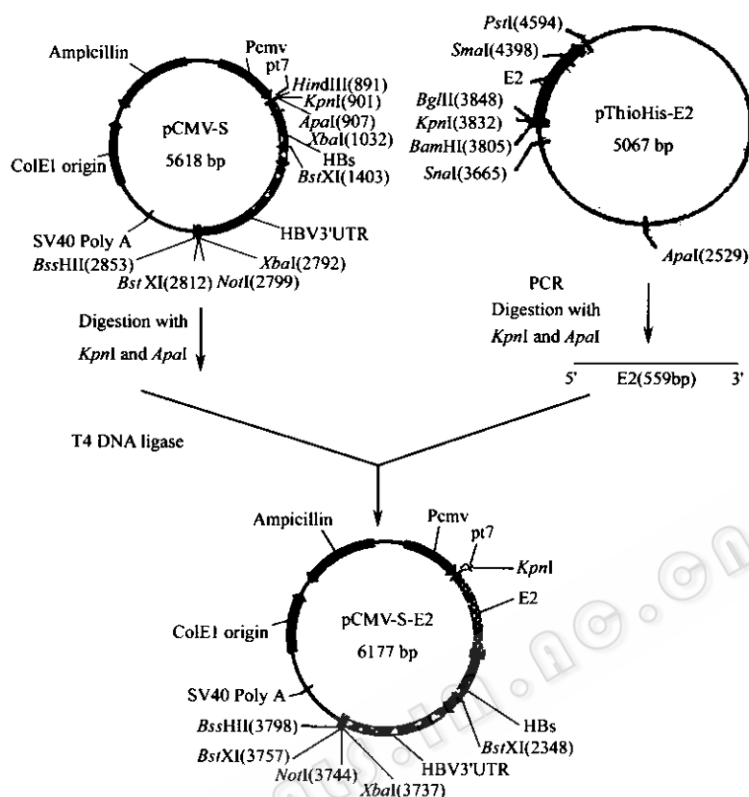 Ampicillin
Pcmv
pt7
HindIII(891)
KpnI(901)
ApaI(907)
XbaI(1032)
HBs
BstXI(1403)
pCMV-S
5618 bp
ColE1 origin
SV40 Poly A
HBV3'UTR
BssHII(2853)
XbaI(2792)
BstXI(2812)
NotI(2799)
PstI(4594)
SmaI(4398)
E2
BglII(3848)
KpnI(3832)
BamHI(3805)
SnaI(3665)
pThioHis-E2
5067 bp
ApaI(2529)
Digestion with
KpnI and ApaI
PCR
Digestion with
KpnI and ApaI
5' E2(559bp) 3'
T4 DNA ligase
Ampicillin
Pcmv
pt7
KpnI
E2
pCMV-S-E2
6177 bp
ColE1 origin
SV40 Poly A
BssHII(3798)
HBs
BstXI(3757)
BstXI(2348)
NotI(3744)
HBV3'UTR
XbaI(3737)